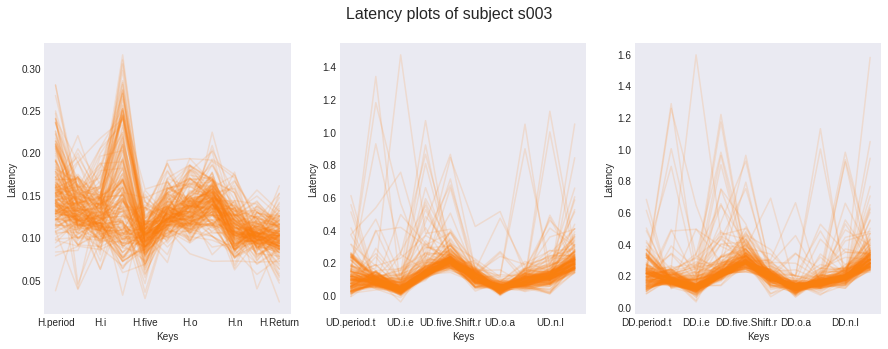 Latency plots of subject s003
Latency
0.30
0.25
0.20
0.15
0.10
0.05
H.period H.i H.five H.o H.n H.Return
Keys
Latency
1.4
1.2
1.0
0.8
0.6
0.4
0.2
0.0
UD.period.t UD.i.e UD.five.Shift.r UD.o.a UD.n.l
Keys
Latency
1.6
1.4
1.2
1.0
0.8
0.6
0.4
0.2
0.0
DD.period.t DD.i.e DD.five.Shift.r DD.o.a DD.n.l
Keys